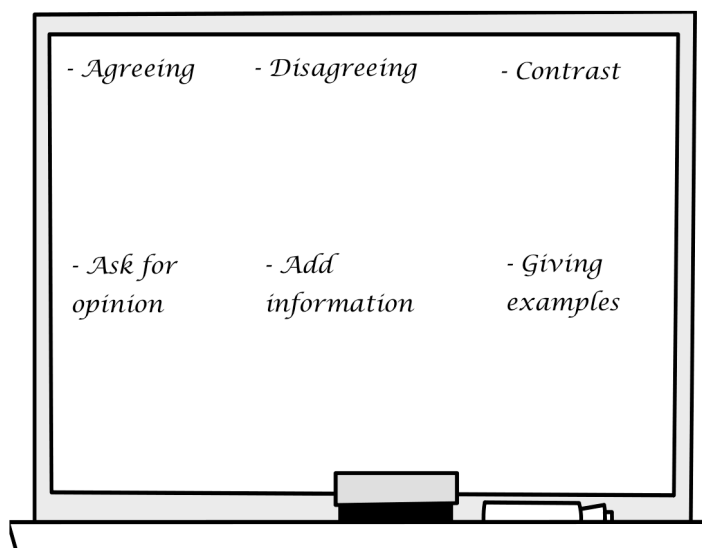 - Agreeing
- Disagreeing
- Contrast
- Ask for
opinion
- Add
information
- Giving
examples